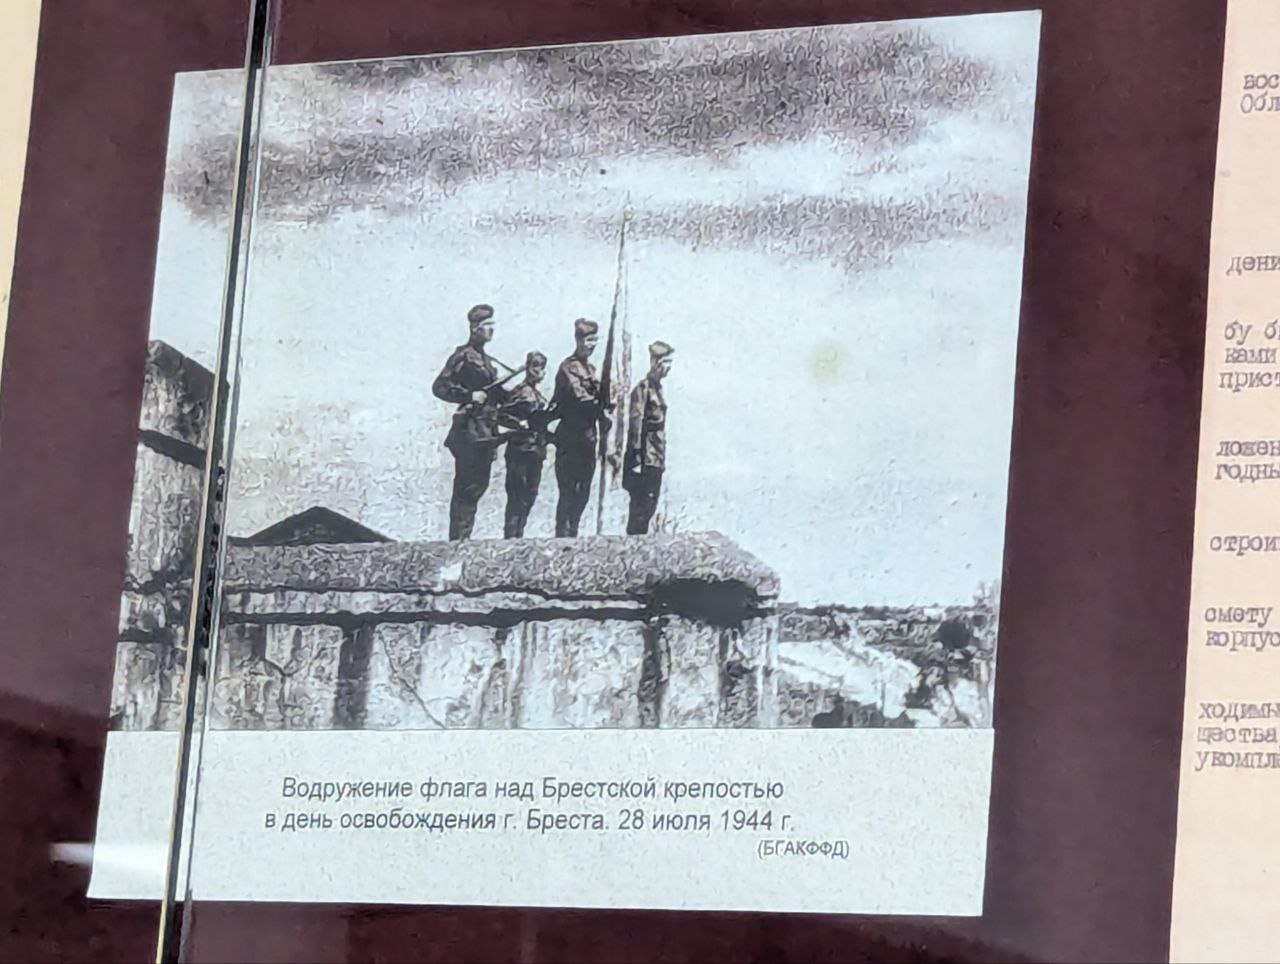 Водружение флага над Брестской крепостью
в день освобождения г. Бреста. 28 июля 1944 г.
(БГАКФФД)
вос
Обл
дени
бу б
ками
прист
ложен
годны
строи
смету
корпус
ходимы
щества
укомпл